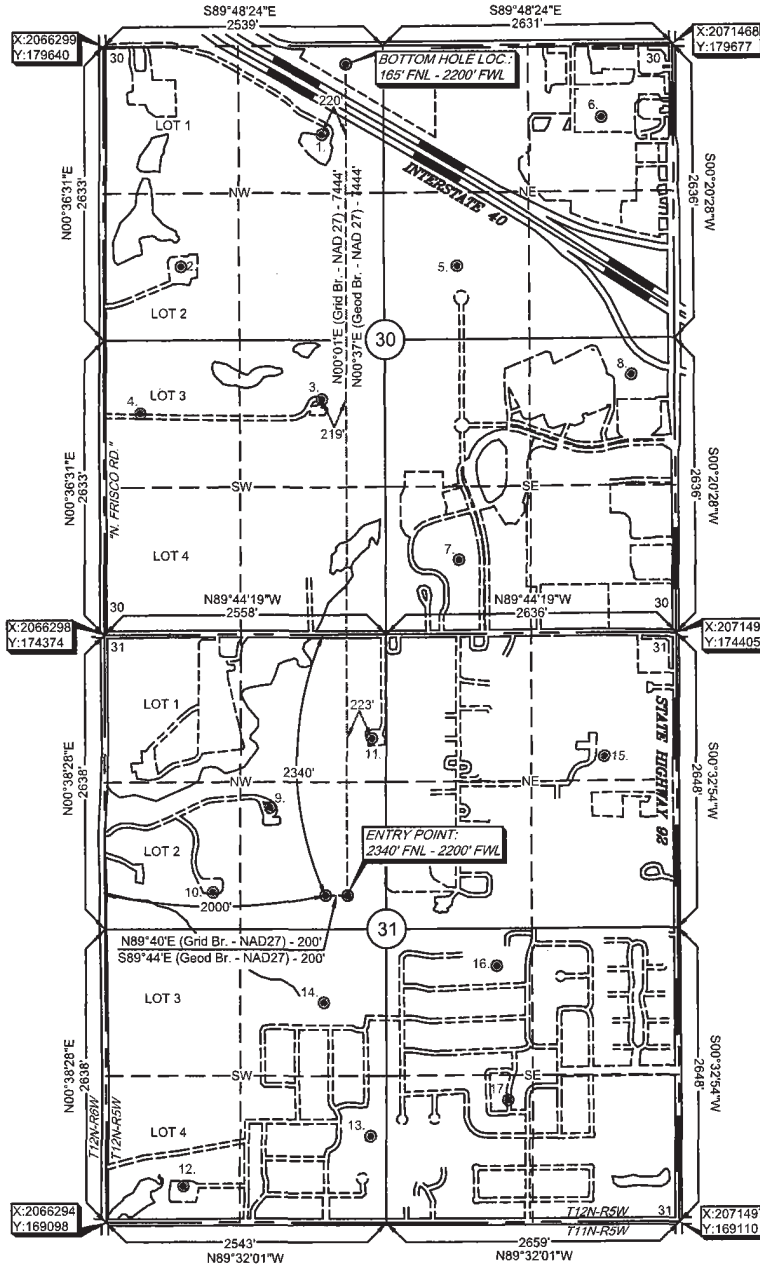 S89°48'24"E
2539'
S89°48'24"E
2631'
X:2066299
Y:179640
X:2071468
Y:179677
30
30
BOTTOM HOLE LOC.:
165' FNL - 2200' FWL
220'
1.
6.
LOT 1
N00°36'31"E
2633'
S00°20'28"W
2636'
NW
INTERSTATE 40
NE
N00°01'E (Grid Br. - NAD 27) - 7444'
N00°37'E (Geod Br. - NAD 27) - 7444'
2.
5.
LOT 2
30
LOT 3
3.
4.
8.
219'
N00°36'31"E
2633'
"N. FRISCO RD."
S00°20'28"W
2636'
SW
SE
LOT 4
7.
N89°44'19"W
2558'
N89°44'19"W
2636'
30
30
X:2066298
Y:174374
X:207149
Y:174405
31
31
LOT 1
223'
11.
15.
STATE HIGHWAY 92
N00°38'28"E
2638'
S00°32'54"W
2648'
2340'
NW
NE
9.
ENTRY POINT:
2340' FNL - 2200' FWL
LOT 2
10.
2000'
31
N89°40'E (Grid Br. - NAD27) - 200'
S89°44'E (Geod Br. - NAD27) - 200'
16.
LOT 3
14.
N00°38'28"E
2638'
S00°32'54"W
2648'
SW
SE
17.
T12N-R6W
T12N-R5W
LOT 4
13.
12.
X:2066294
Y:169098
T12N-R5W
T11N-R5W
31
X:207149
Y:169110
2543'
N89°32'01"W
2659'
N89°32'01"W